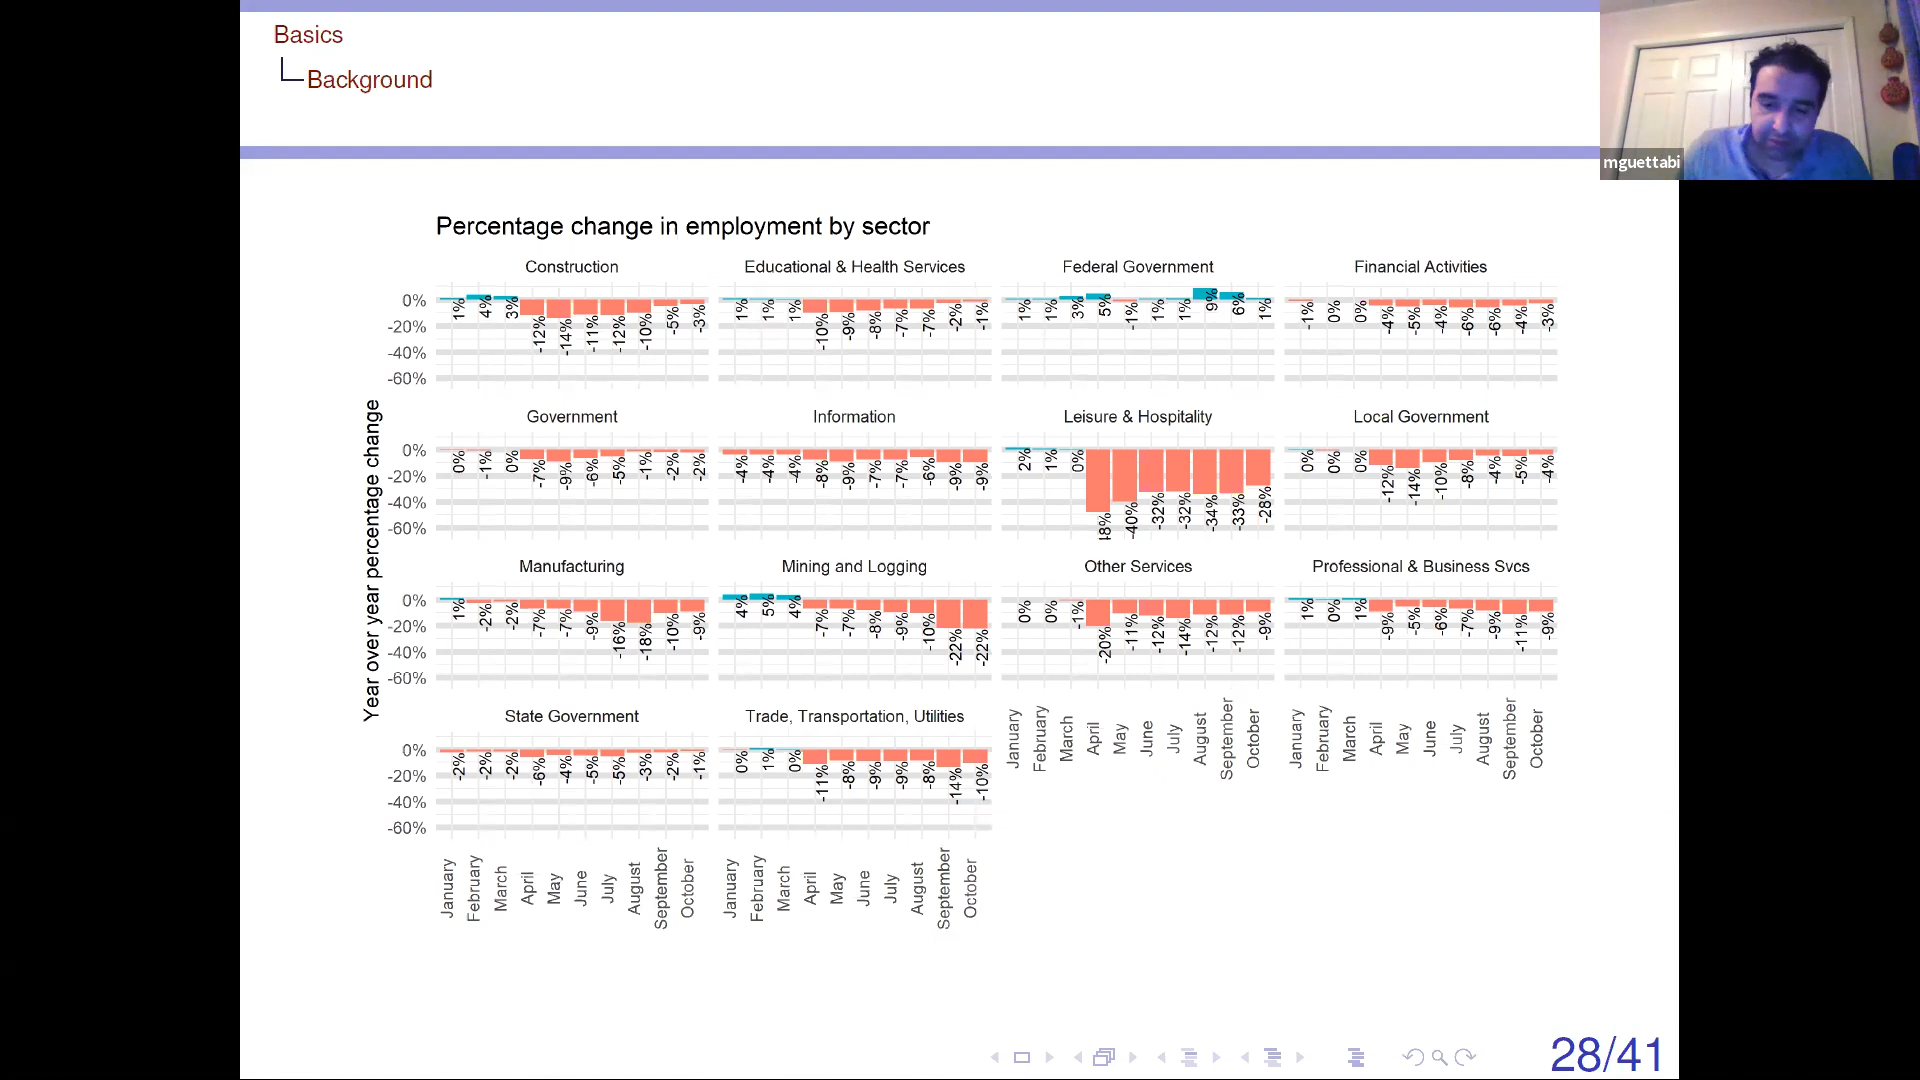 Basics
Background
mguettabi
Percentage change in employment by sector
Year over year percentage change
Construction
Educational & Health Services
Federal Government
Financial Activities
0%
-20%
-40%
-60%
1% 4% 3% -12% -14% -11% -12% -10% -5% -3%
1% 1% 1% -10% -9% -8% -7% -7% -2% -1%
1% 1% 3% 5% -1% 1% 1% 9% 6% 1%
-1% 0% 0% -4% -5% -4% -6% -6% -4% -3%
Government
Information
Leisure & Hospitality
Local Government
0%
-20%
-40%
-60%
0% -1% 0% -7% -9% -6% -5% -1% -2% -2%
-4% -4% -4% -8% -9% -7% -7% -6% -9% -9%
2% 1% 0% 8% -40% -32% -32% -34% -33% -28%
0% 0% 0% -12% -14% -10% -8% -4% -5% -4%
Manufacturing
Mining and Logging
Other Services
Professional & Business Svcs
0%
-20%
-40%
-60%
1% -2% -2% -7% -7% -9% -16% -18% -10% -9%
4% 5% 4% -7% -7% -8% -9% -10% -22% -22%
0% 0% -1% -20% -11% -12% -14% -12% -12% -9%
1% 0% 1% -9% -5% -6% -7% -9% -11% -9%
State Government
Trade, Transportation, Utilities
0%
-20%
-40%
-60%
-2% -2% -2% -6% -4% -5% -5% -3% -2% -1%
0% 1% 0% -11% -8% -9% -9% -8% -14% -10%
January February March April May June July August September October
January February March April May June July August September October
January February March April May June July August September October
January February March April May June July August September October
28/41